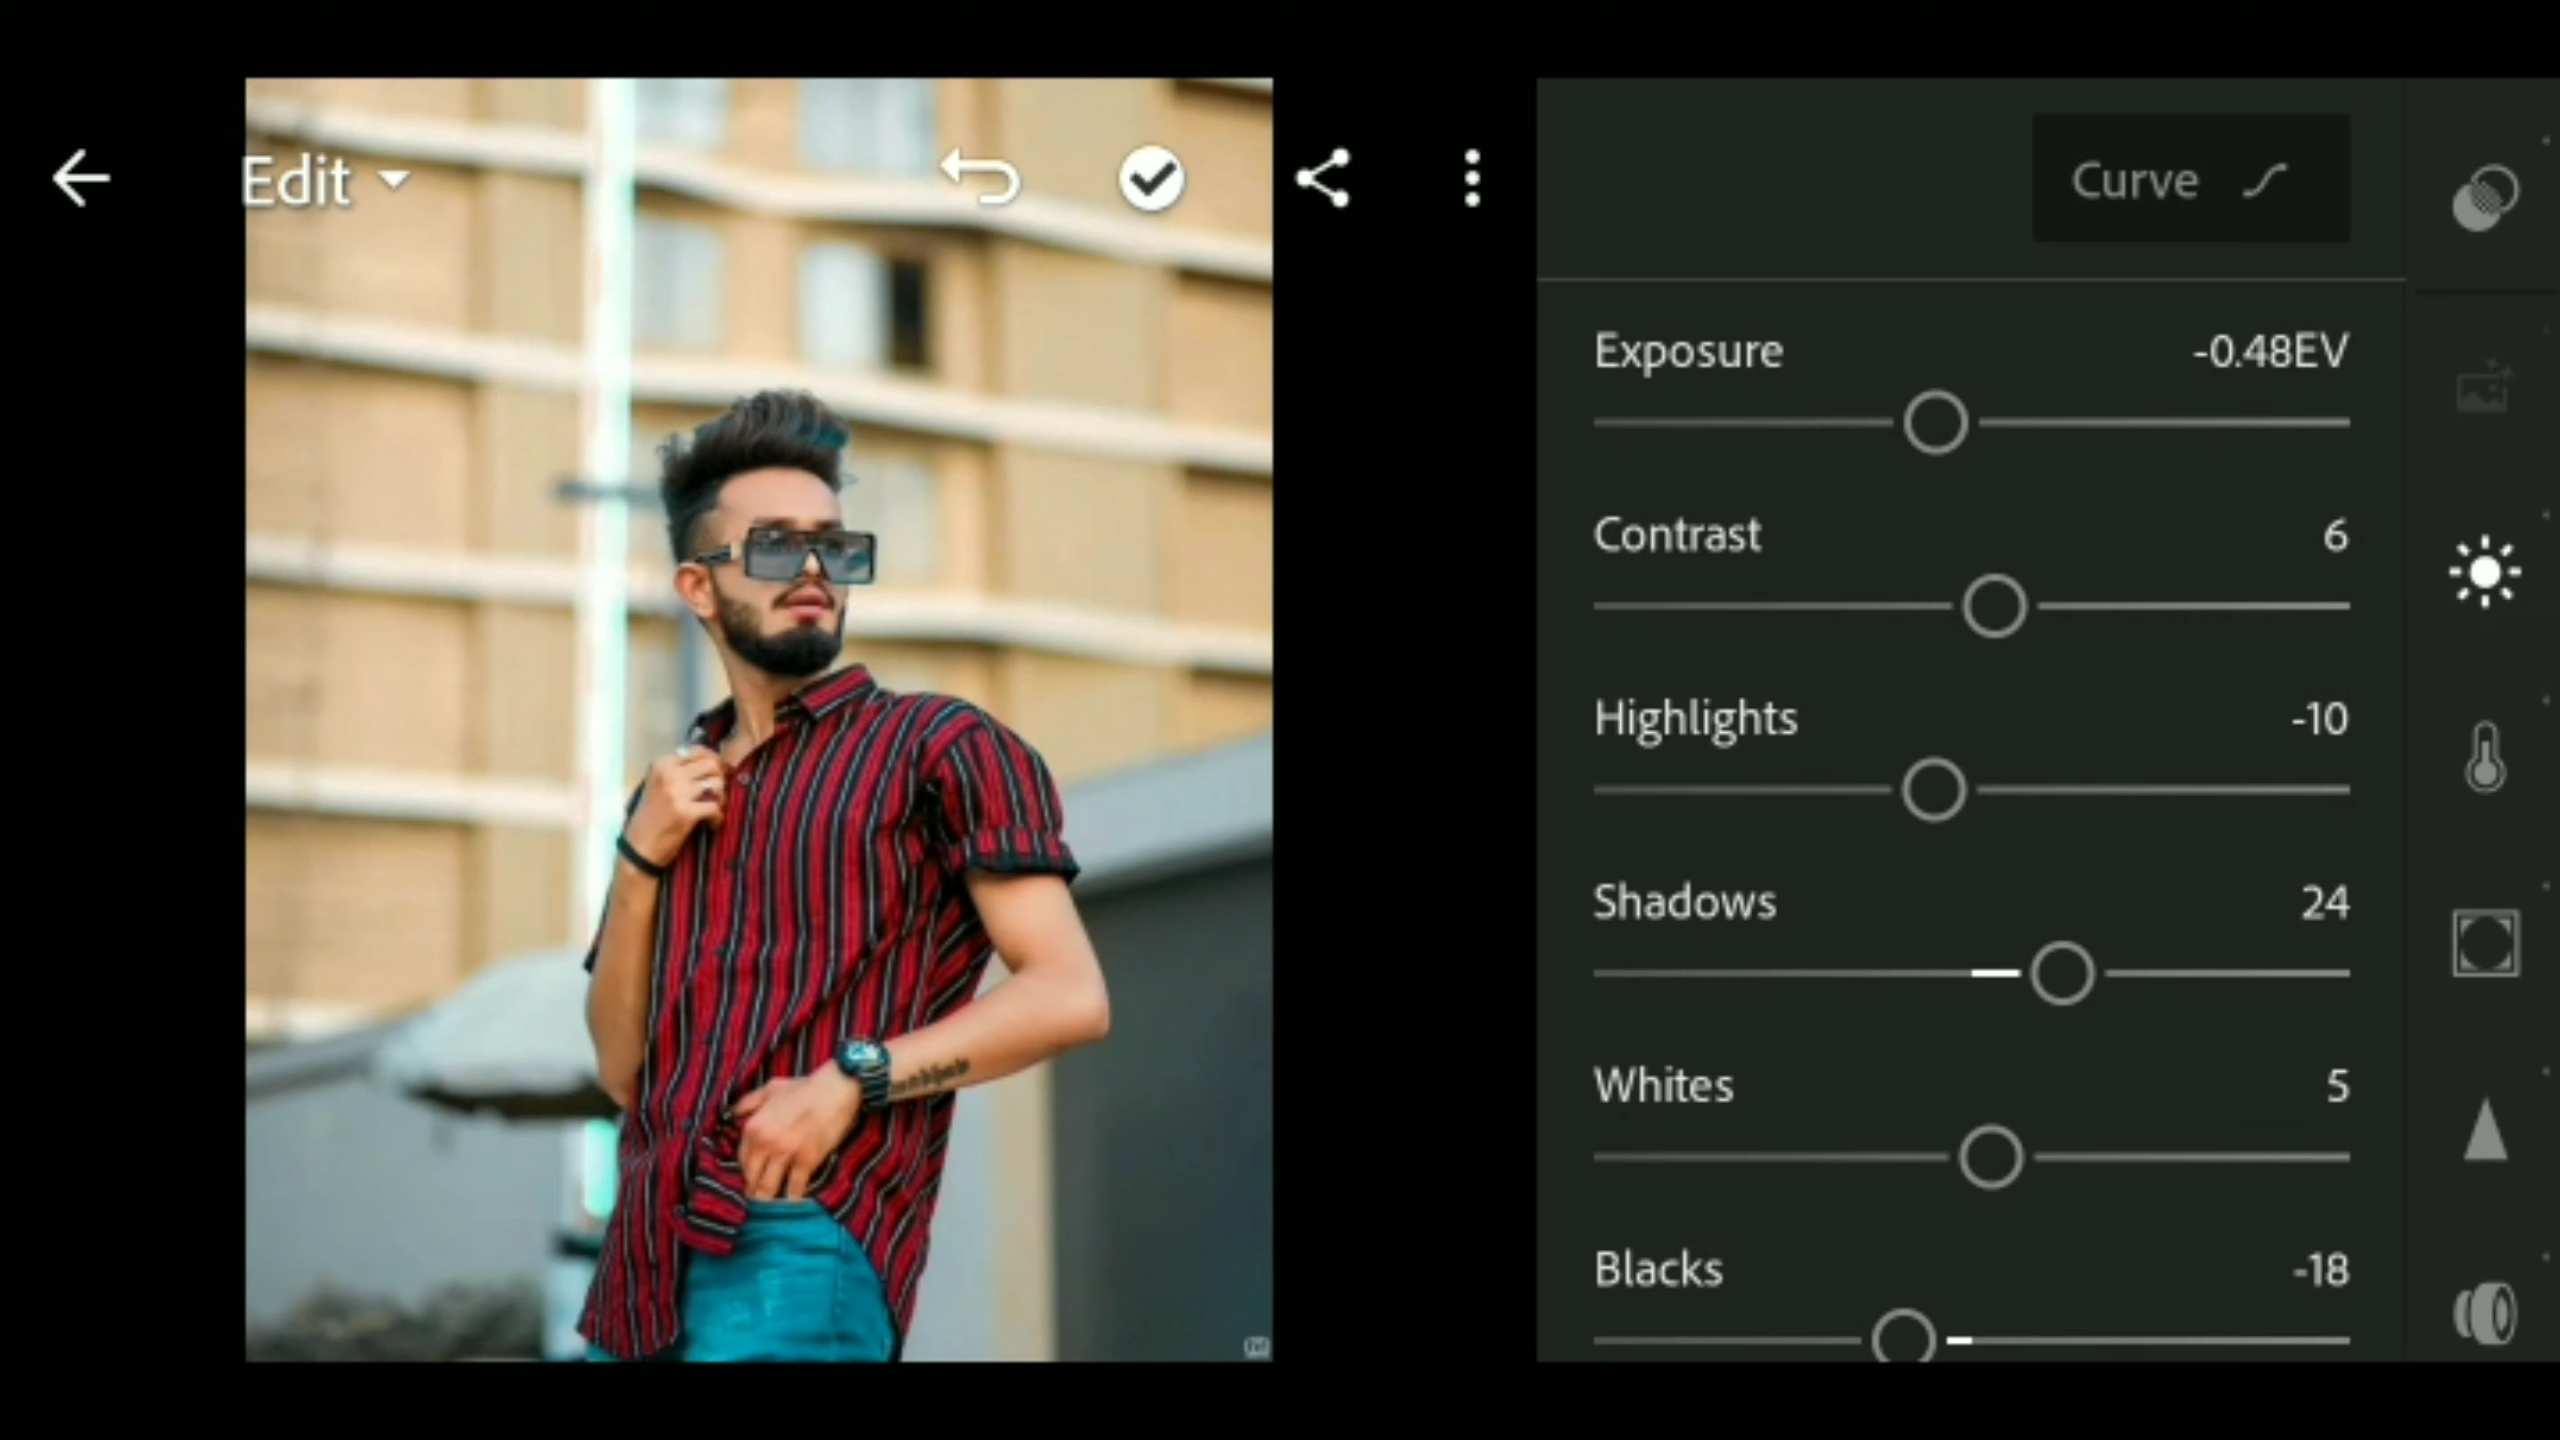 Edit
Curve
Exposure -0.48EV
Contrast 6
Highlights -10
Shadows 24
Whites 5
Blacks -18